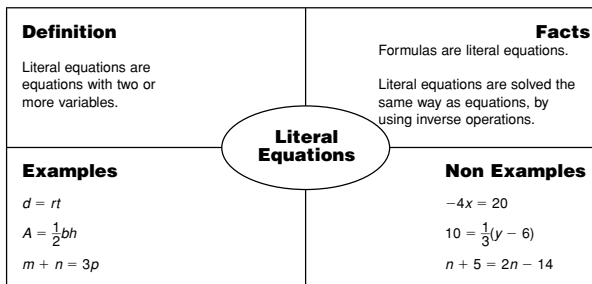 Definition
Literal equations are
equations with two or
more variables.
Facts
Formulas are literal equations.
Literal equations are solved the
same way as equations, by
using inverse operations.
Literal
Equations
Examples
d = rt
A = 1/2bh
m + n = 3p
Non Examples
−4x = 20
10 = 1/3(y − 6)
n + 5 = 2n − 14